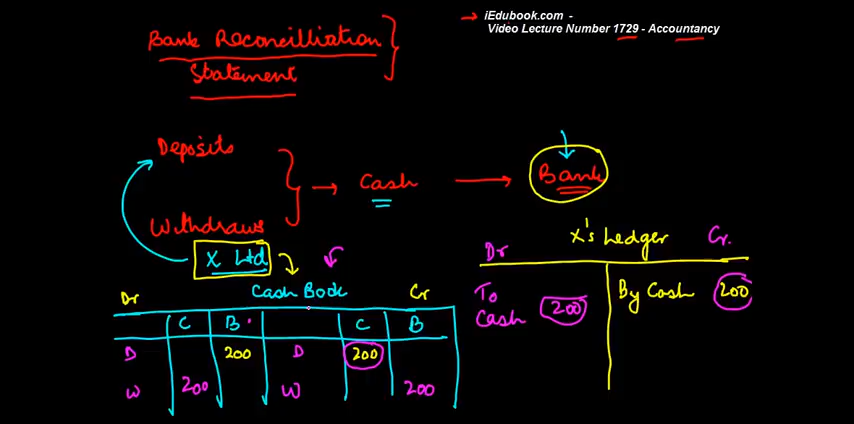 iEdubook.com -
Video Lecture Number 1729 - Accountancy
Bank Reconcilliation
Statement
Deposits
Withdraws
Cash
Bank
X Ltd
Dr Cash Book Cr
C B C B
D 200 D 200
W 200 W 200
X's Ledger
Dr Cr.
To Cash 200
By Cash 200